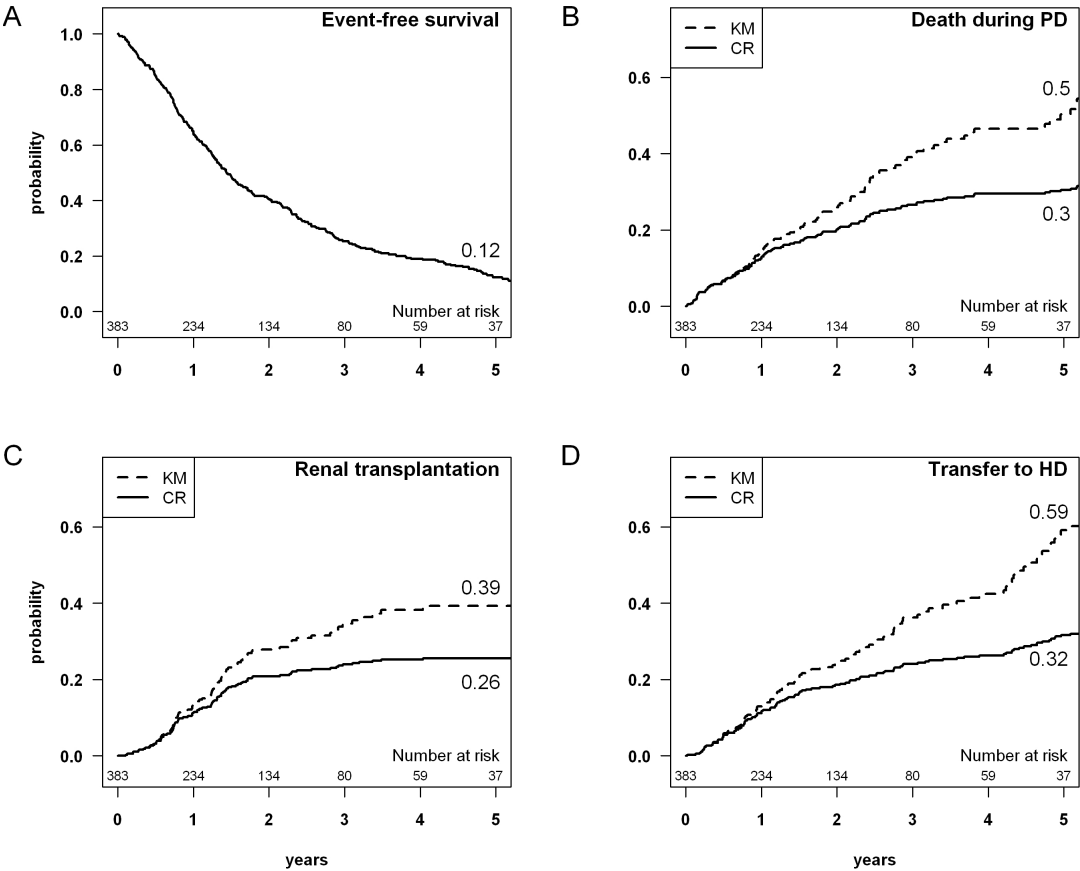 A
Event-free survival
probability
1.0
0.8
0.6
0.4
0.2
0.0
0.12
Number at risk
383 234 134 80 59 37
0 1 2 3 4 5
B
Death during PD
KM
CR
0.6
0.4
0.2
0.0
0.5
0.3
Number at risk
383 234 134 80 59 37
0 1 2 3 4 5
C
Renal transplantation
KM
CR
probability
0.6
0.4
0.2
0.0
0.39
0.26
Number at risk
383 234 134 80 59 37
0 1 2 3 4 5
years
D
Transfer to HD
KM
CR
0.6
0.4
0.2
0.0
0.59
0.32
Number at risk
383 234 134 80 59 37
0 1 2 3 4 5
years